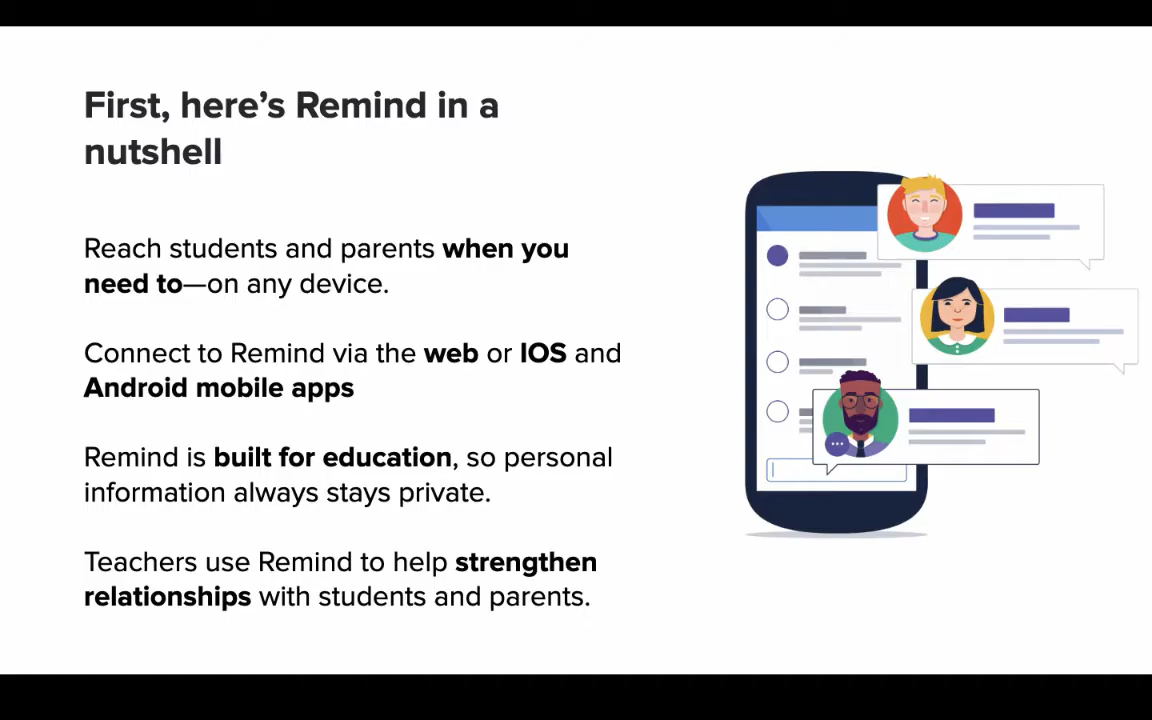 First, here’s Remind in a
nutshell
Reach students and parents when you
need to—on any device.
Connect to Remind via the web or IOS and
Android mobile apps
Remind is built for education, so personal
information always stays private.
Teachers use Remind to help strengthen
relationships with students and parents.